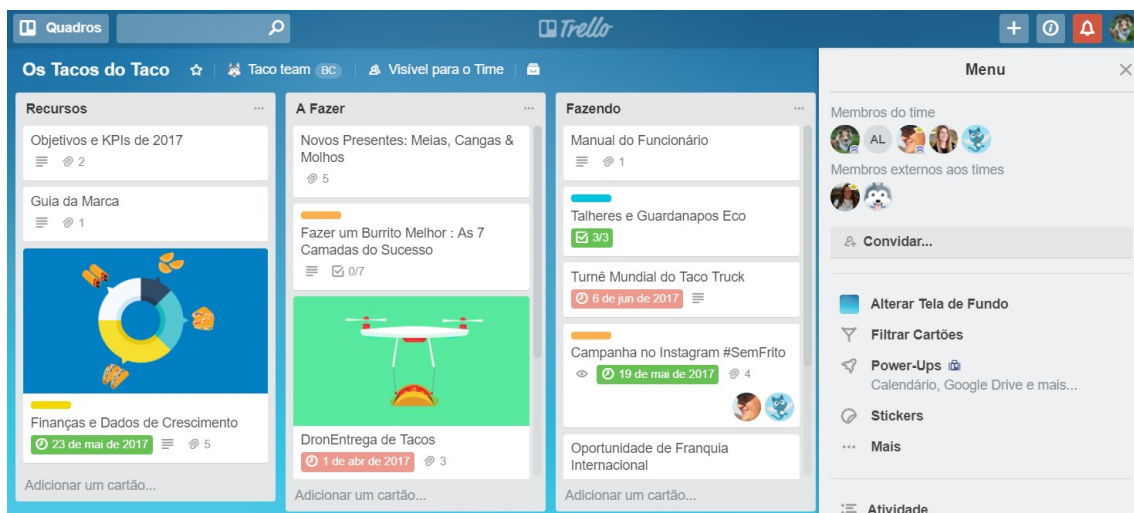 Quadros
Trello
Os Tacos do Taco
Taco team BC
Visível para o Time
Recursos
Objetivos e KPIs de 2017
2
Guia da Marca
1
Finanças e Dados de Crescimento
23 de mai de 2017 5
Adicionar um cartão...
A Fazer
Novos Presentes: Meias, Cangas &
Molhos
5
Fazer um Burrito Melhor : As 7
Camadas do Sucesso
0/7
DronEntrega de Tacos
1 de abr de 2017 3
Adicionar um cartão...
Fazendo
Manual do Funcionário
1
Talheres e Guardanapos Eco
3/3
Turnê Mundial do Taco Truck
6 de jun de 2017
Campanha no Instagram #SemFrito
19 de mai de 2017 4
Oportunidade de Franquia
Internacional
Adicionar um cartão...
Menu
Membros do time
AL
Membros externos aos times
Convidar...
Alterar Tela de Fundo
Filtrar Cartões
Power-Ups
Calendário, Google Drive e mais...
Stickers
Mais
Atividade